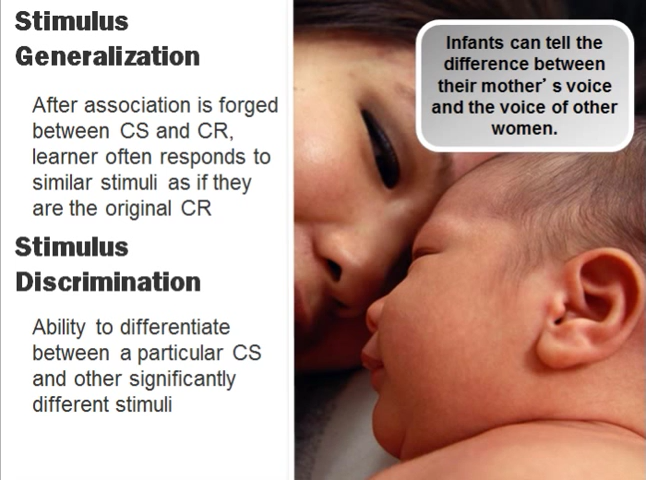 Stimulus
Generalization
After association is forged
between CS and CR,
learner often responds to
similar stimuli as if they
are the original CR
Stimulus
Discrimination
Ability to differentiate
between a particular CS
and other significantly
different stimuli
Infants can tell the
difference between
their mother’ s voice
and the voice of other
women.